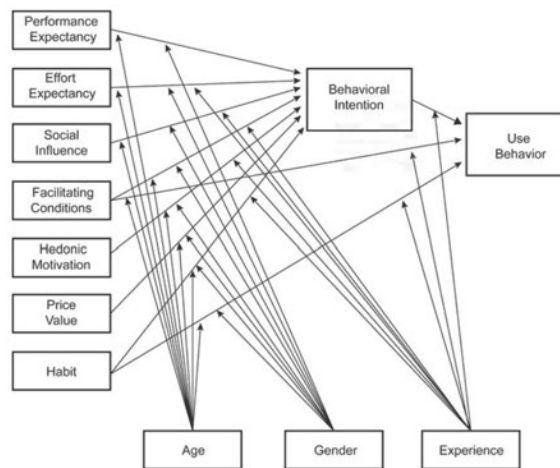 Performance
Expectancy
Effort
Expectancy
Social
Influence
Facilitating
Conditions
Hedonic
Motivation
Price
Value
Habit
Behavioral
Intention
Use
Behavior
Age
Gender
Experience